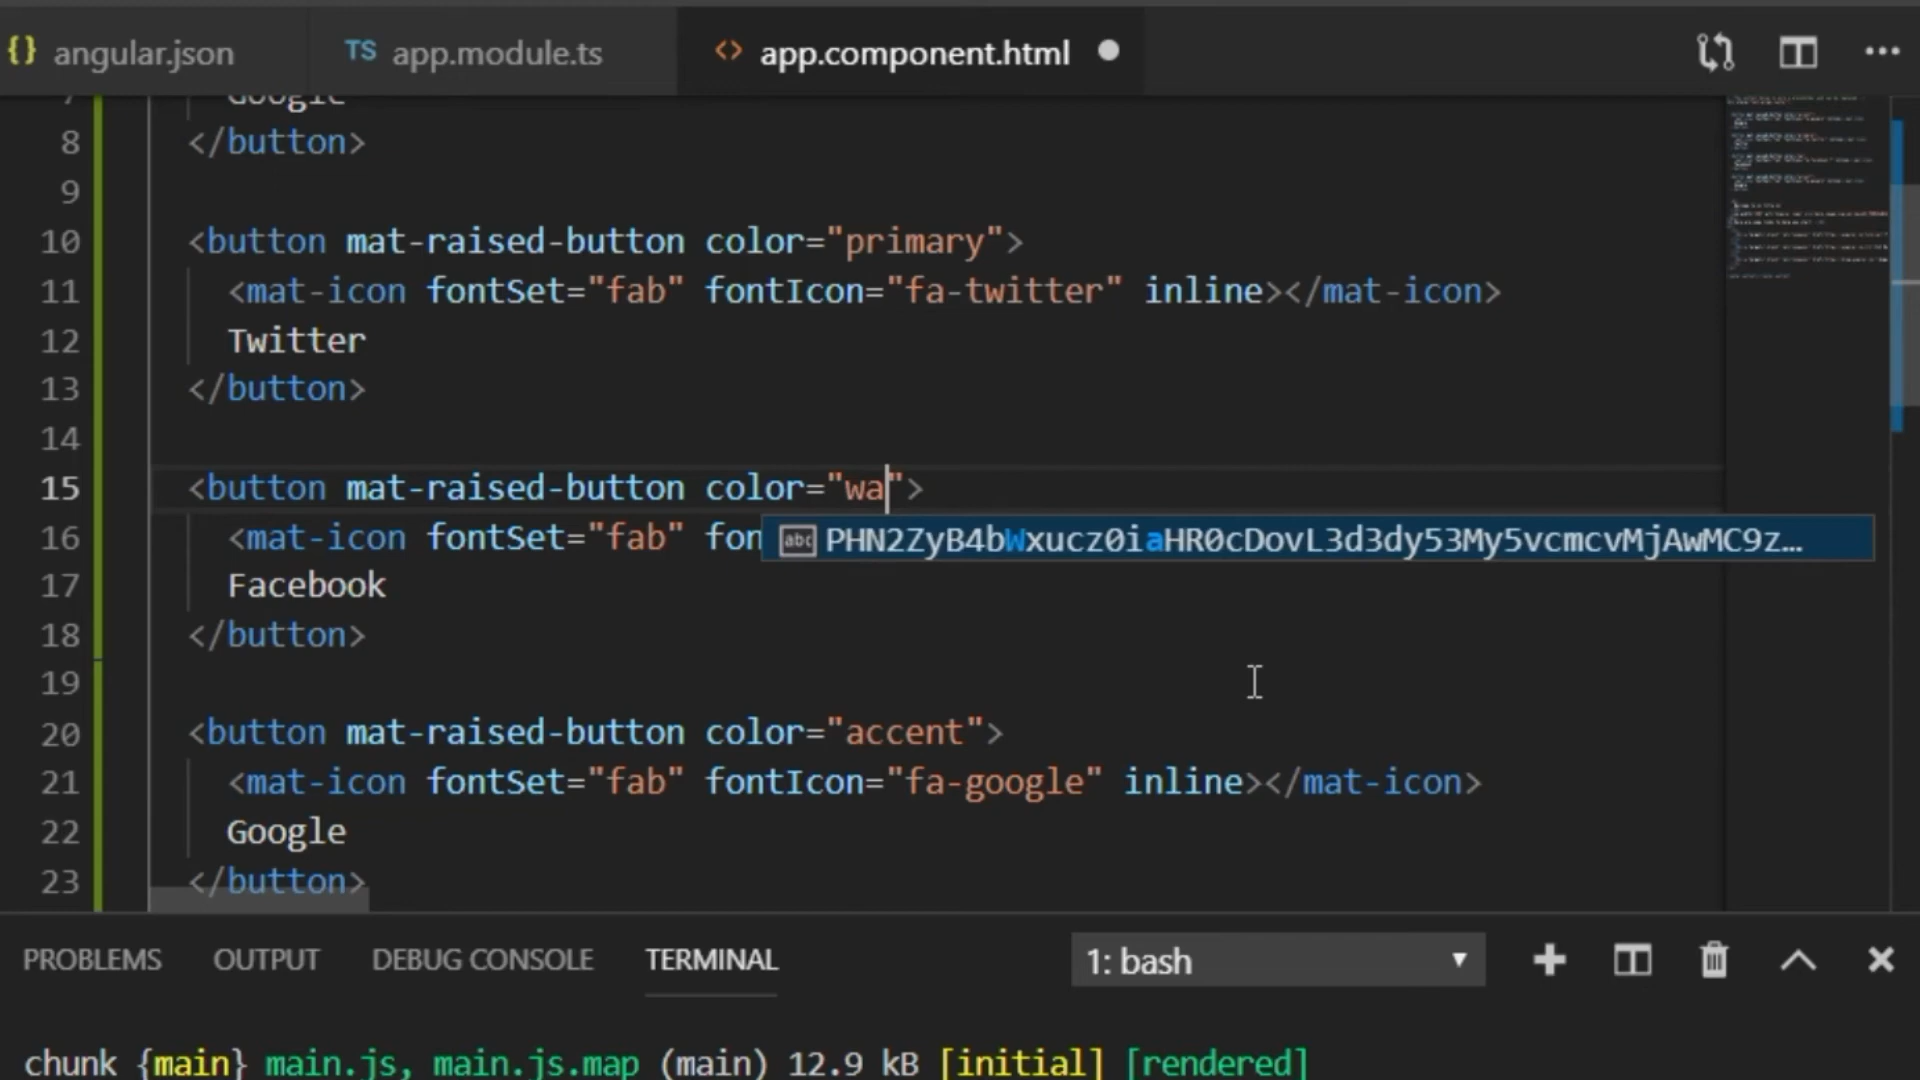 {} angular.json TS app.module.ts <> app.component.html
7 Google
8 </button>
9
10 <button mat-raised-button color="primary">
11 <mat-icon fontSet="fab" fontIcon="fa-twitter" inline></mat-icon>
12 Twitter
13 </button>
14
15 <button mat-raised-button color="wa">
16 <mat-icon fontSet="fab" fon abc PHN2ZyB4bWxucz0iaHR0cDovL3d3dy53My5vcmcvMjAwMC9z...
17 Facebook
18 </button>
19
20 <button mat-raised-button color="accent">
21 <mat-icon fontSet="fab" fontIcon="fa-google" inline></mat-icon>
22 Google
23 </button>
PROBLEMS OUTPUT DEBUG CONSOLE TERMINAL 1: bash
chunk {main} main.js, main.js.map (main) 12.9 kB [initial] [rendered]